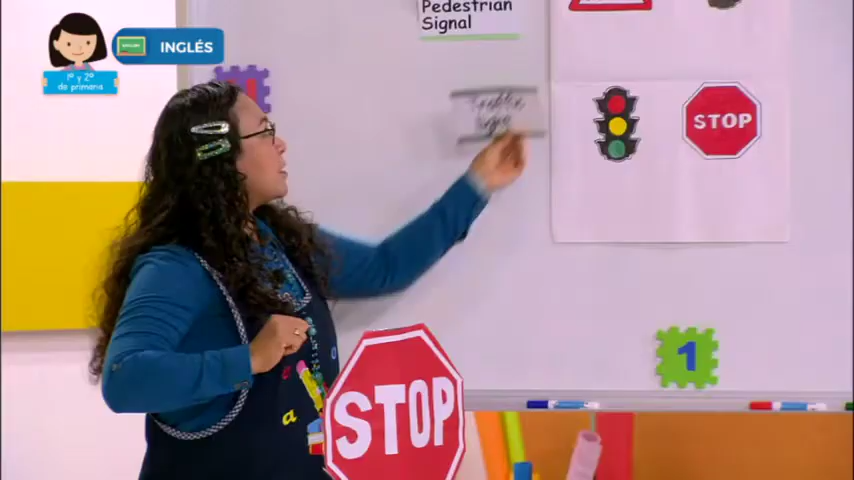 INGLÉS
1º y 2º
de primaria
Pedestrian
Signal
STOP
1
STOP